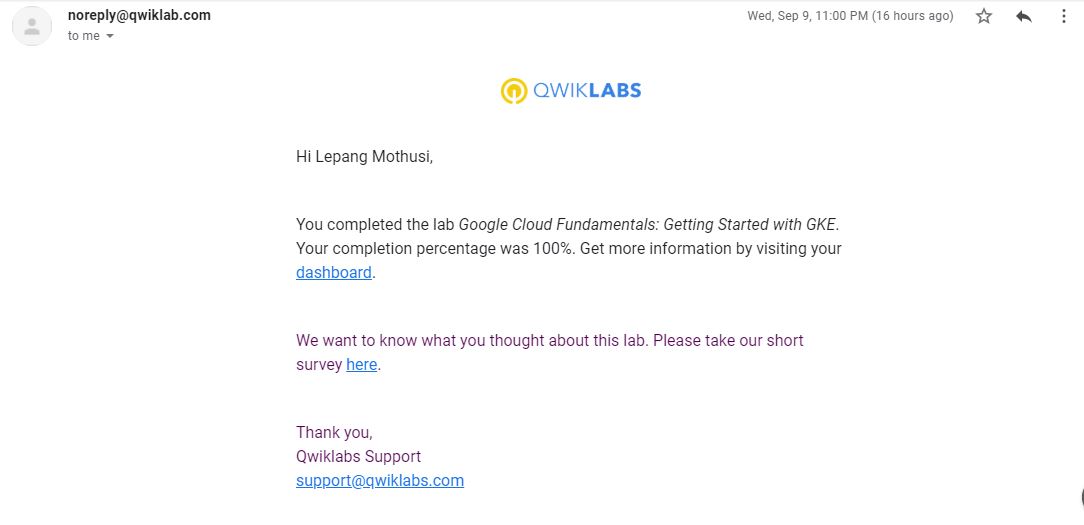 noreply@qwiklab.com
Wed, Sep 9, 11:00 PM (16 hours ago)
to me
QWIKLABS
Hi Lepang Mothusi,
You completed the lab Google Cloud Fundamentals: Getting Started with GKE.
Your completion percentage was 100%. Get more information by visiting your
dashboard.
We want to know what you thought about this lab. Please take our short
survey here.
Thank you,
Qwiklabs Support
support@qwiklabs.com